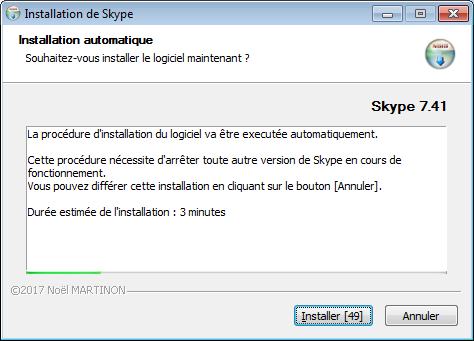 Installation de Skype
Installation automatique
Souhaitez-vous installer le logiciel maintenant ?
Skype 7.41
La procédure d'installation du logiciel va être executée automatiquement.
Cette procédure nécessite d'arrêter toute autre version de Skype en cours de
fonctionnement.
Vous pouvez différer cette installation en cliquant sur le bouton [Annuler].
Durée estimée de l'installation : 3 minutes
©2017 Noël MARTINON
Installer [49]
Annuler